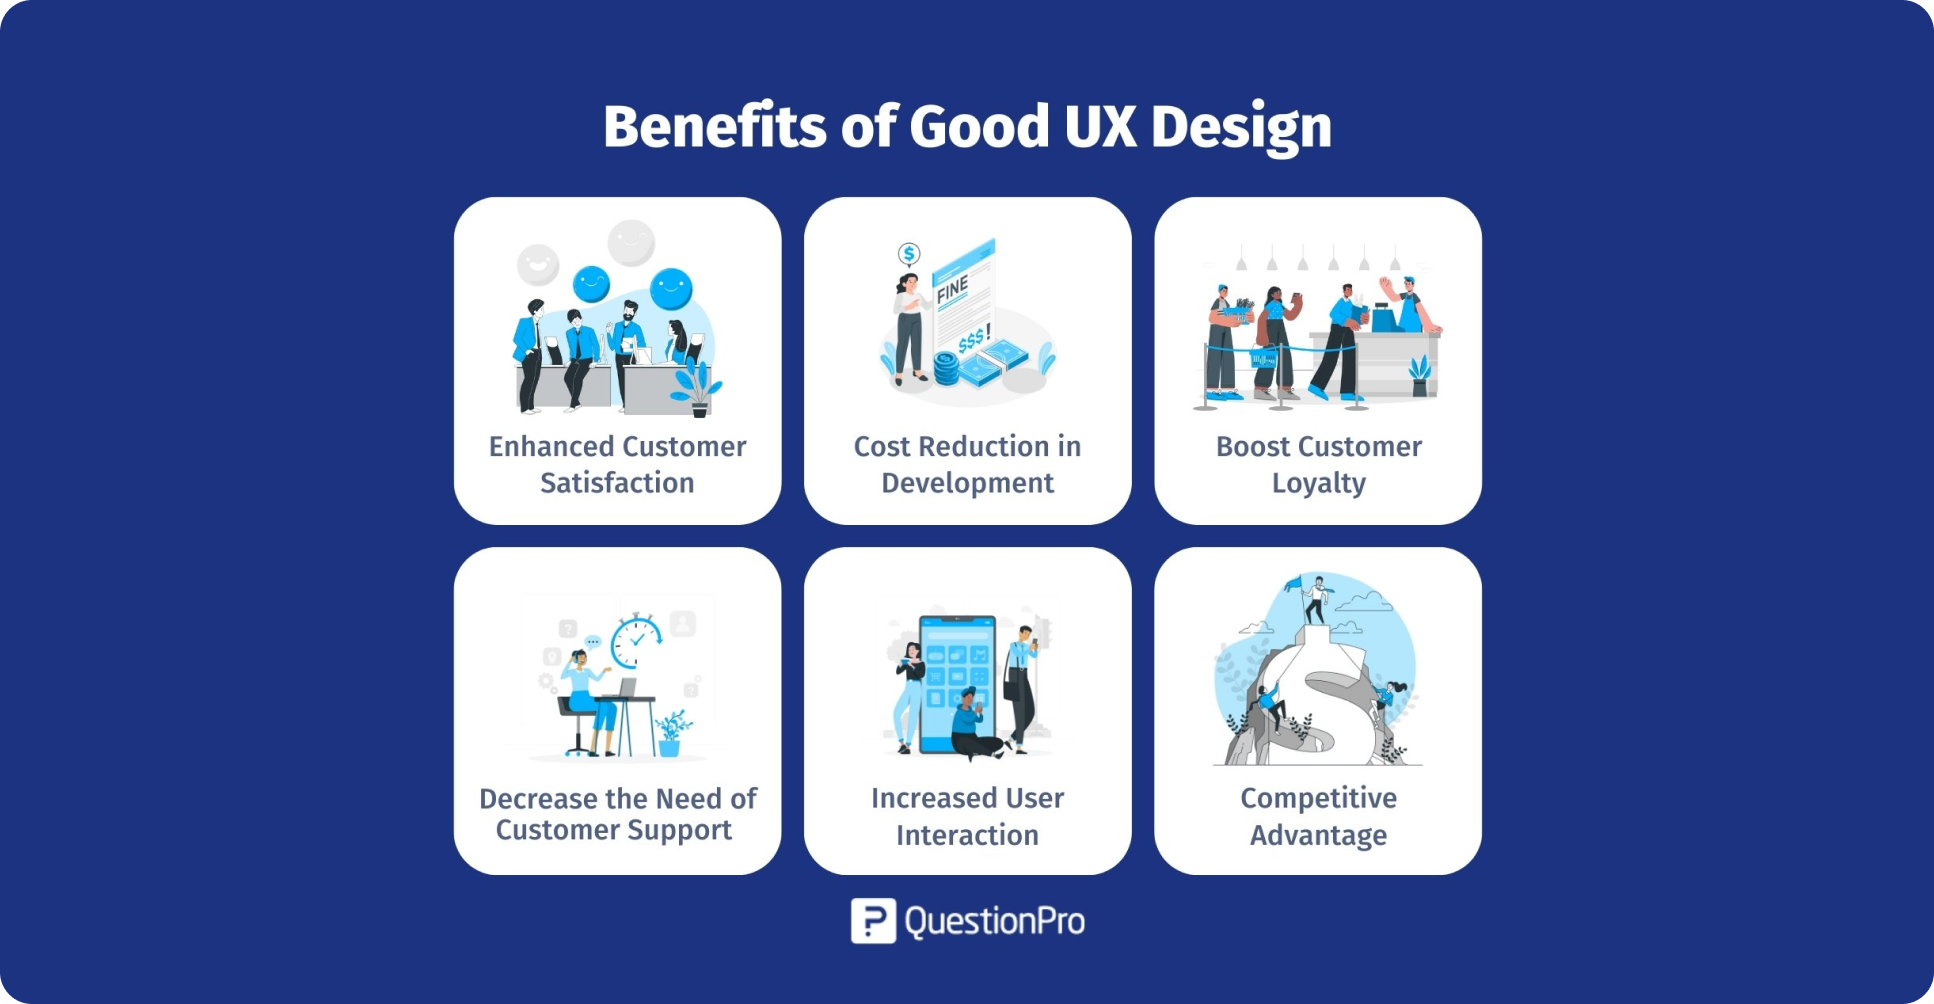 Benefits of Good UX Design
$
FINE
$$$!
Enhanced Customer
Satisfaction
Cost Reduction in
Development
Boost Customer
Loyalty
?
?
S
Decrease the Need of
Customer Support
Increased User
Interaction
Competitive
Advantage
? QuestionPro